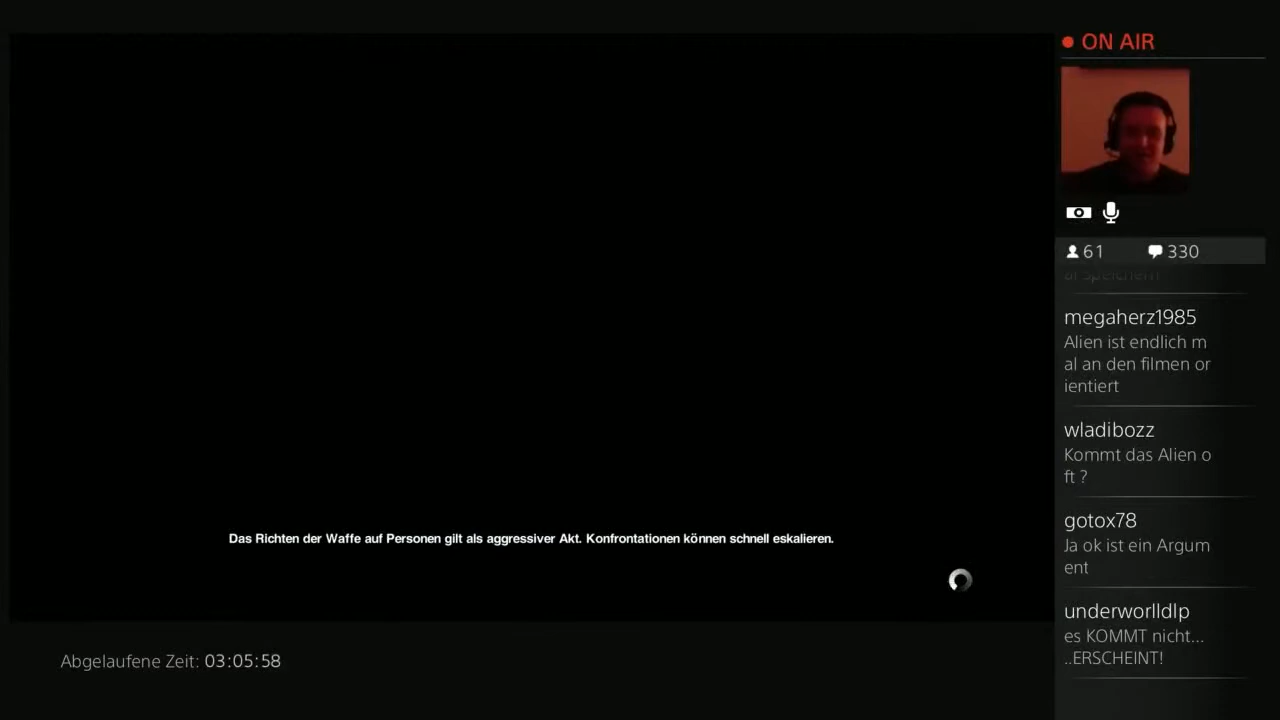 ON AIR
61 330
al speichern
megaherz1985
Alien ist endlich m
al an den filmen or
ientiert
wladibozz
Kommt das Alien o
ft ?
gotox78
Ja ok ist ein Argum
ent
underworlldlp
es KOMMT nicht...
..ERSCHEINT!
Das Richten der Waffe auf Personen gilt als aggressiver Akt. Konfrontationen können schnell eskalieren.
Abgelaufene Zeit: 03:05:58